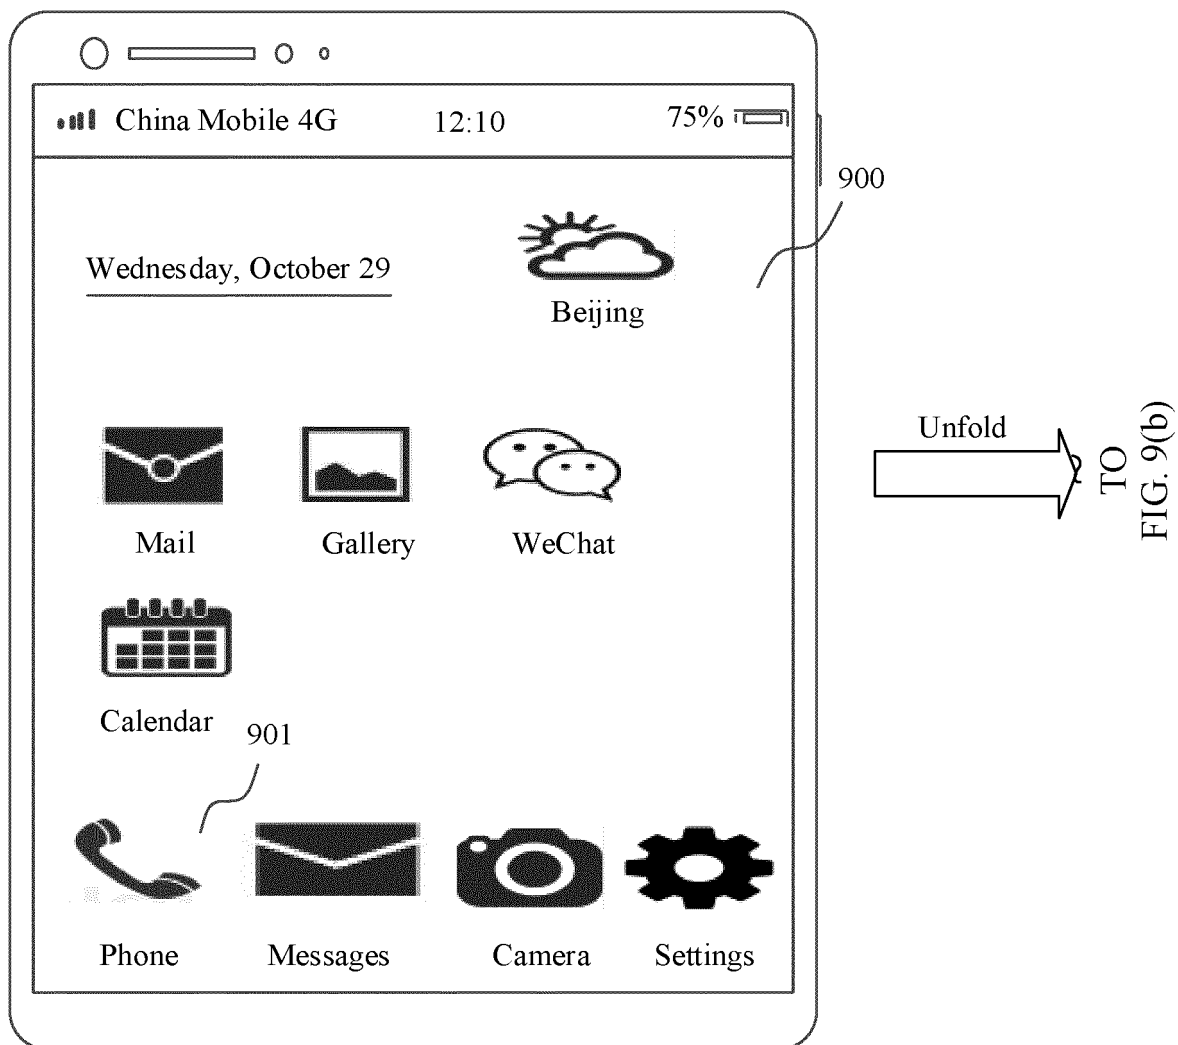 China Mobile 4G 12:10 75%
900
Wednesday, October 29
Beijing
Unfold
TO
FIG. 9(b)
Mail Gallery WeChat
Calendar
901
Phone Messages Camera Settings